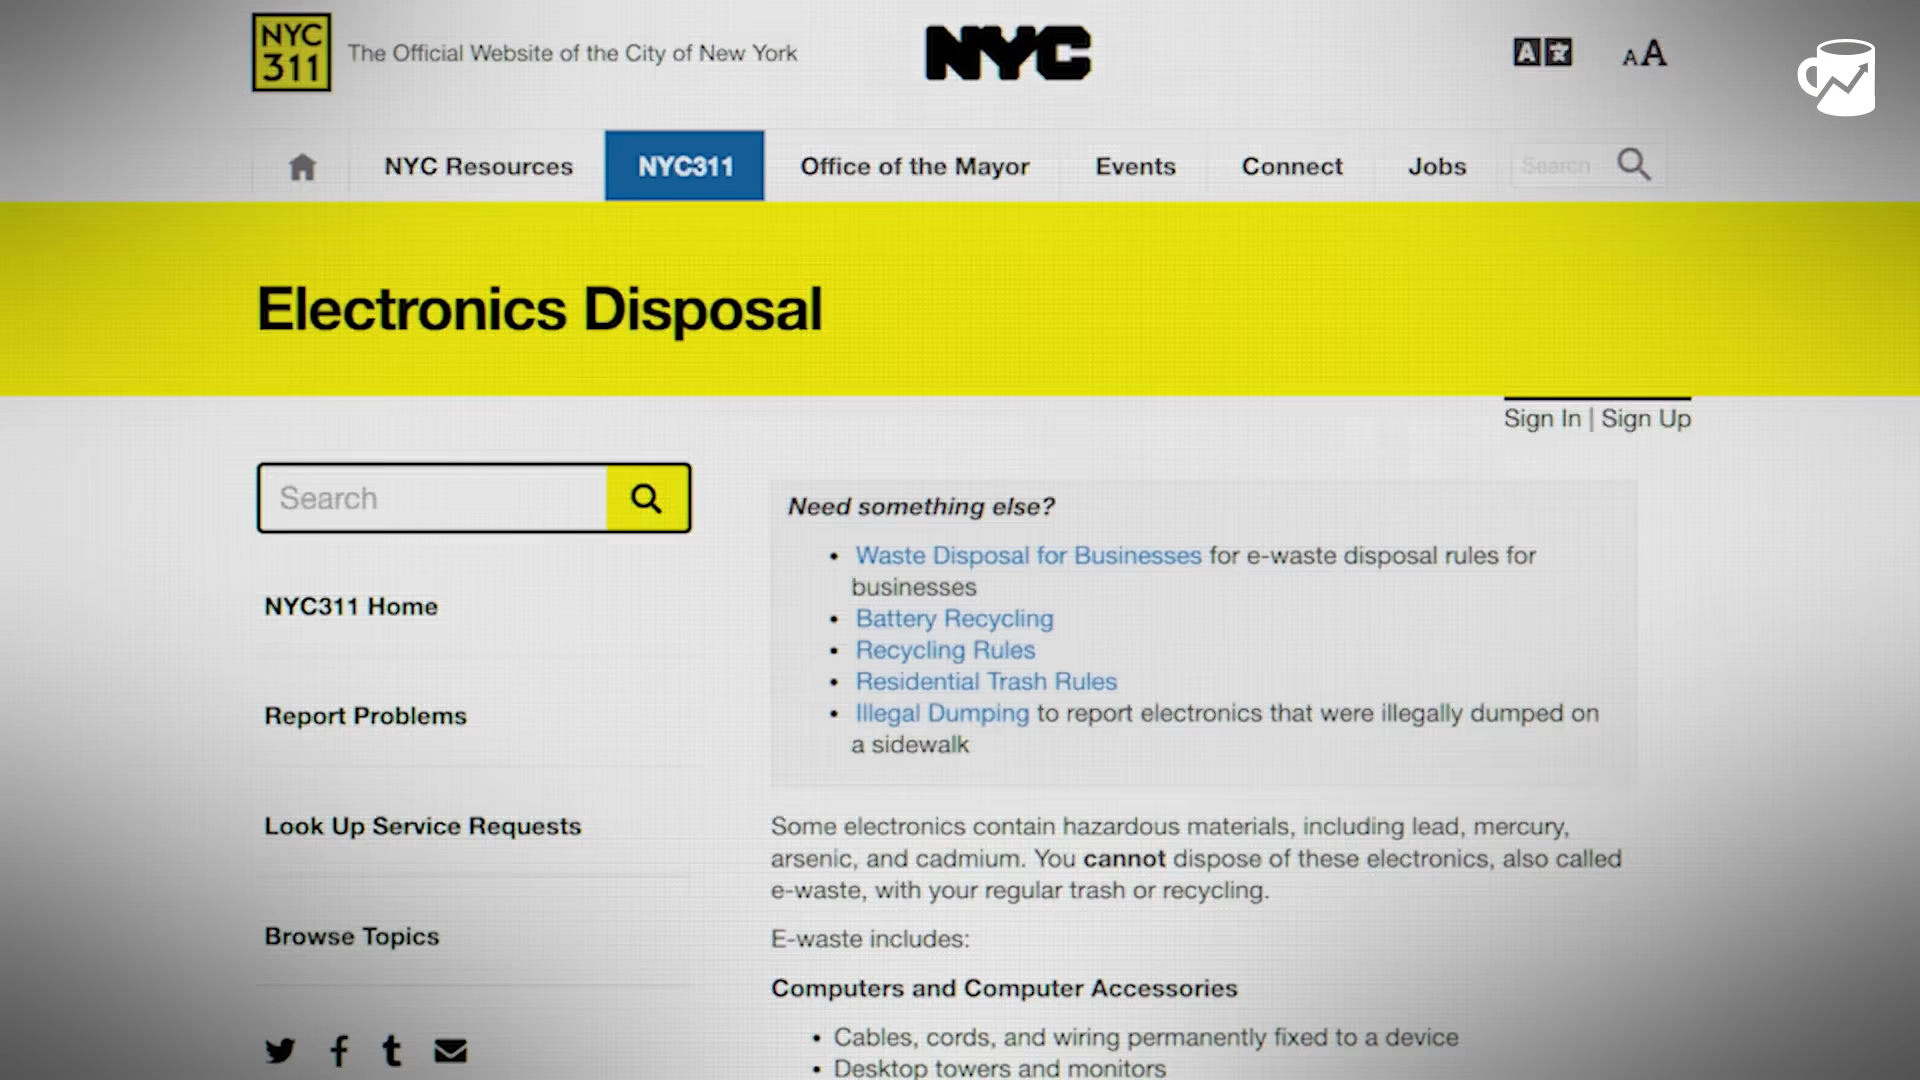 NYC
311
The Official Website of the City of New York
NYC
A 文
AA
NYC Resources
NYC311
Office of the Mayor
Events
Connect
Jobs
Search
Electronics Disposal
Sign In | Sign Up
Search
Need something else?
• Waste Disposal for Businesses for e-waste disposal rules for
businesses
• Battery Recycling
• Recycling Rules
• Residential Trash Rules
• Illegal Dumping to report electronics that were illegally dumped on
a sidewalk
NYC311 Home
Report Problems
Look Up Service Requests
Browse Topics
Some electronics contain hazardous materials, including lead, mercury,
arsenic, and cadmium. You cannot dispose of these electronics, also called
e-waste, with your regular trash or recycling.
E-waste includes:
Computers and Computer Accessories
• Cables, cords, and wiring permanently fixed to a device
• Desktop towers and monitors